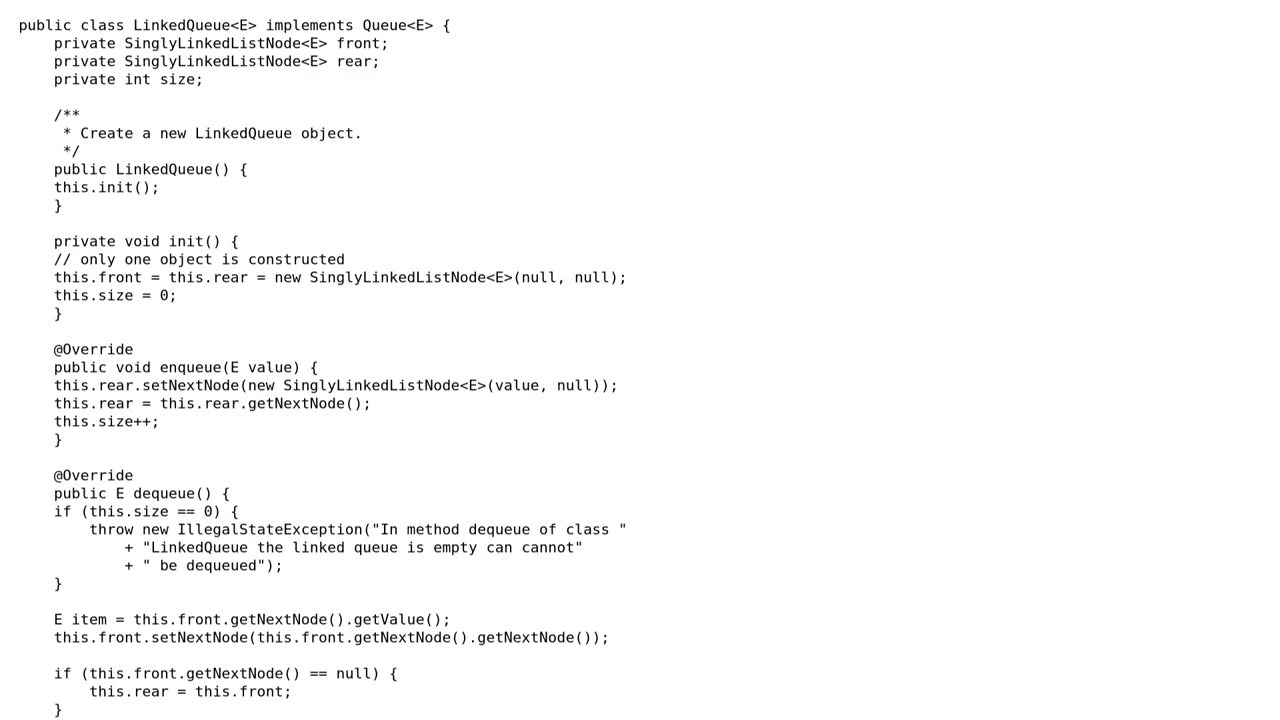 public class LinkedQueue<E> implements Queue<E> {
    private SinglyLinkedListNode<E> front;
    private SinglyLinkedListNode<E> rear;
    private int size;

    /**
     * Create a new LinkedQueue object.
     */
    public LinkedQueue() {
    this.init();
    }

    private void init() {
    // only one object is constructed
    this.front = this.rear = new SinglyLinkedListNode<E>(null, null);
    this.size = 0;
    }

    @Override
    public void enqueue(E value) {
    this.rear.setNextNode(new SinglyLinkedListNode<E>(value, null));
    this.rear = this.rear.getNextNode();
    this.size++;
    }

    @Override
    public E dequeue() {
    if (this.size == 0) {
        throw new IllegalStateException("In method dequeue of class "
            + "LinkedQueue the linked queue is empty can cannot"
            + " be dequeued");
    }

    E item = this.front.getNextNode().getValue();
    this.front.setNextNode(this.front.getNextNode().getNextNode());

    if (this.front.getNextNode() == null) {
        this.rear = this.front;
    }